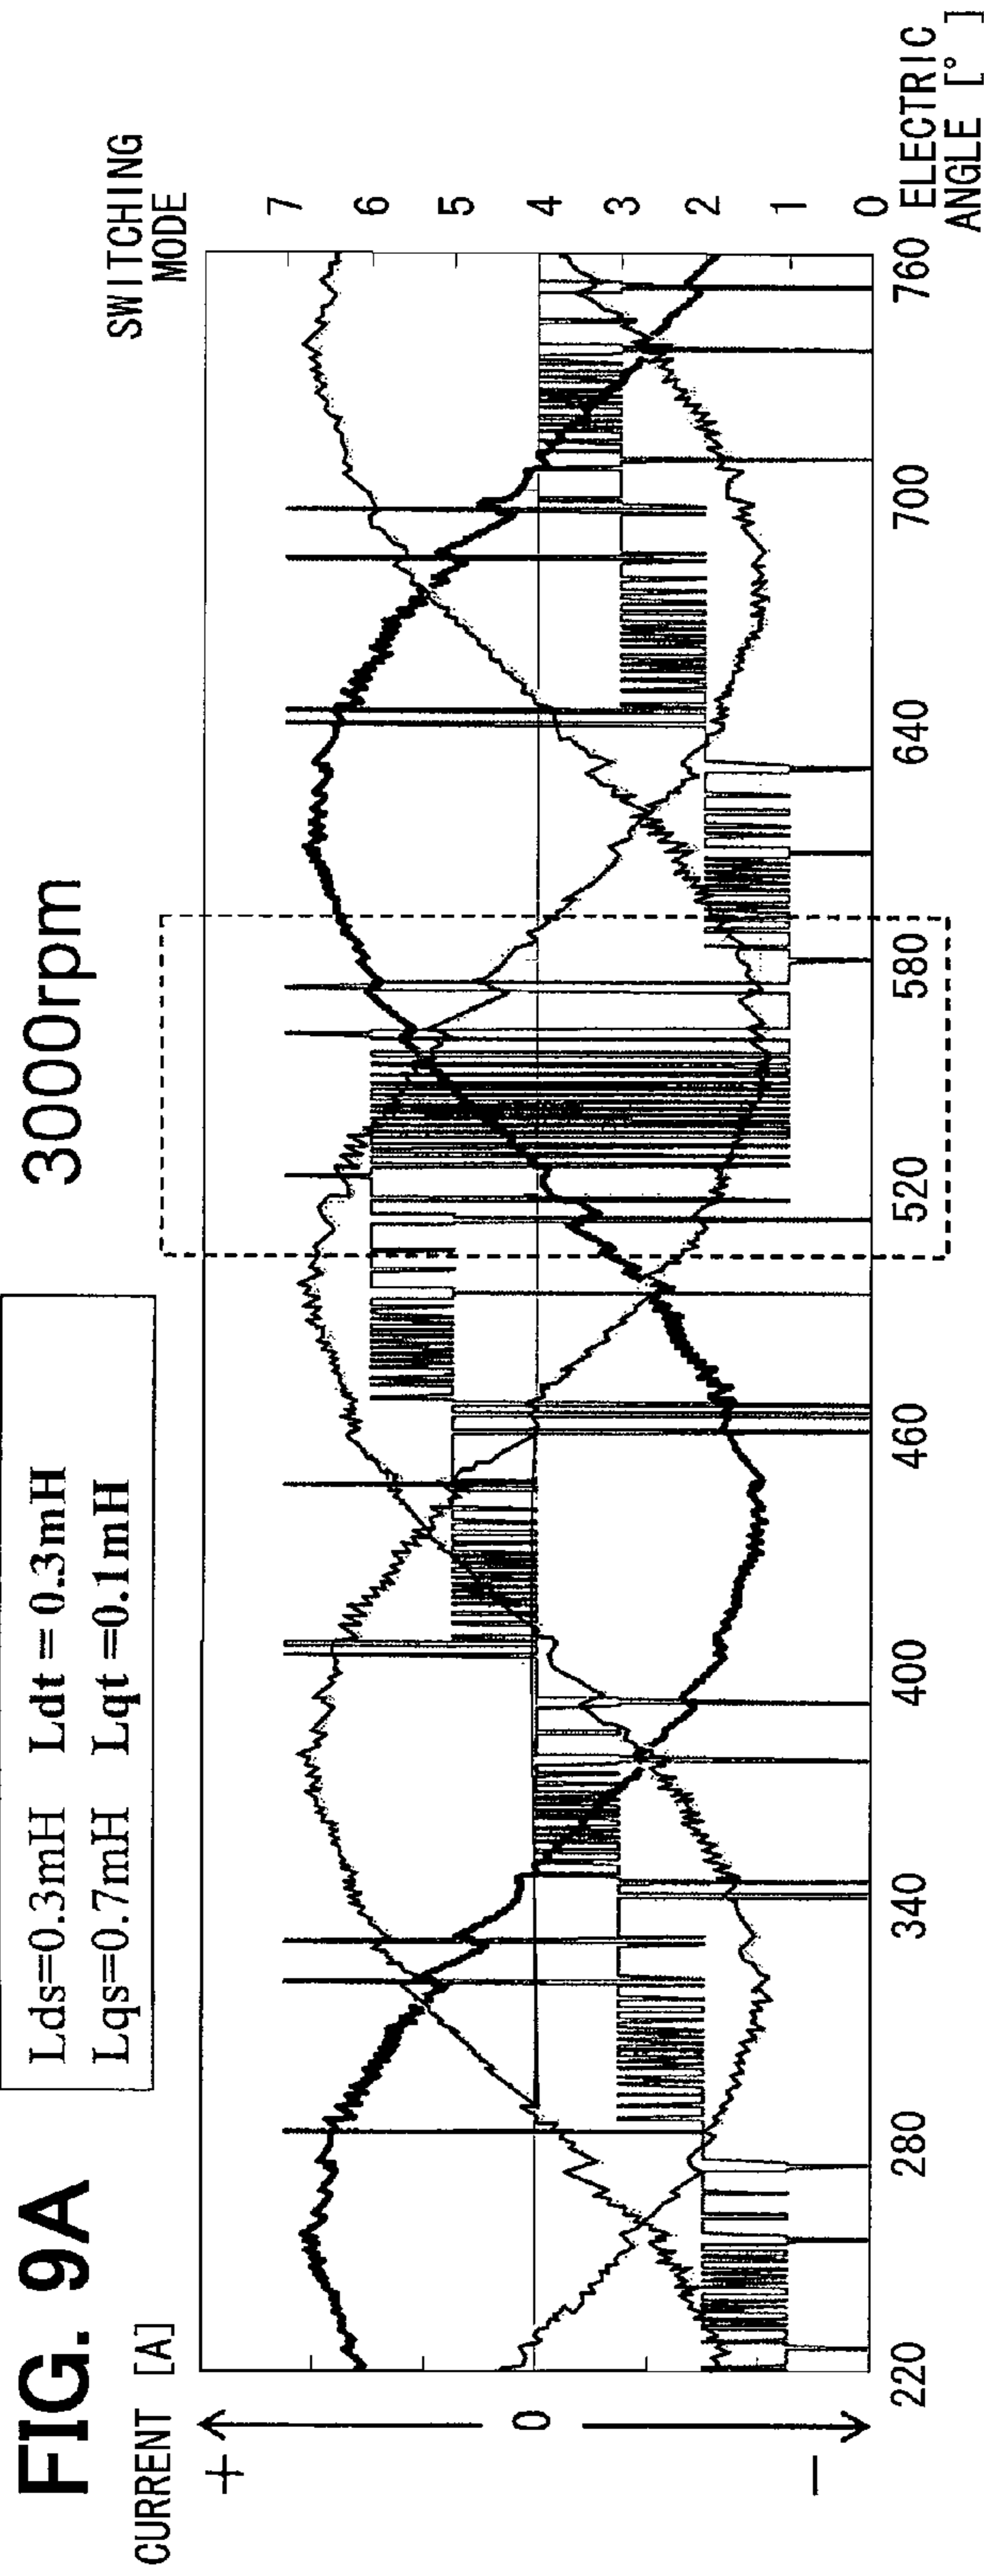 FIG. 9A
3000rpm
Lds=0.3mH Ldt = 0.3mH
Lqs=0.7mH Lqt =0.1mH
CURRENT [A]
SWITCHING
MODE
+
0
−
7
6
5
4
3
2
1
0
220 280 340 400 460 520 580 640 700 760
ELECTRIC
ANGLE [° ]